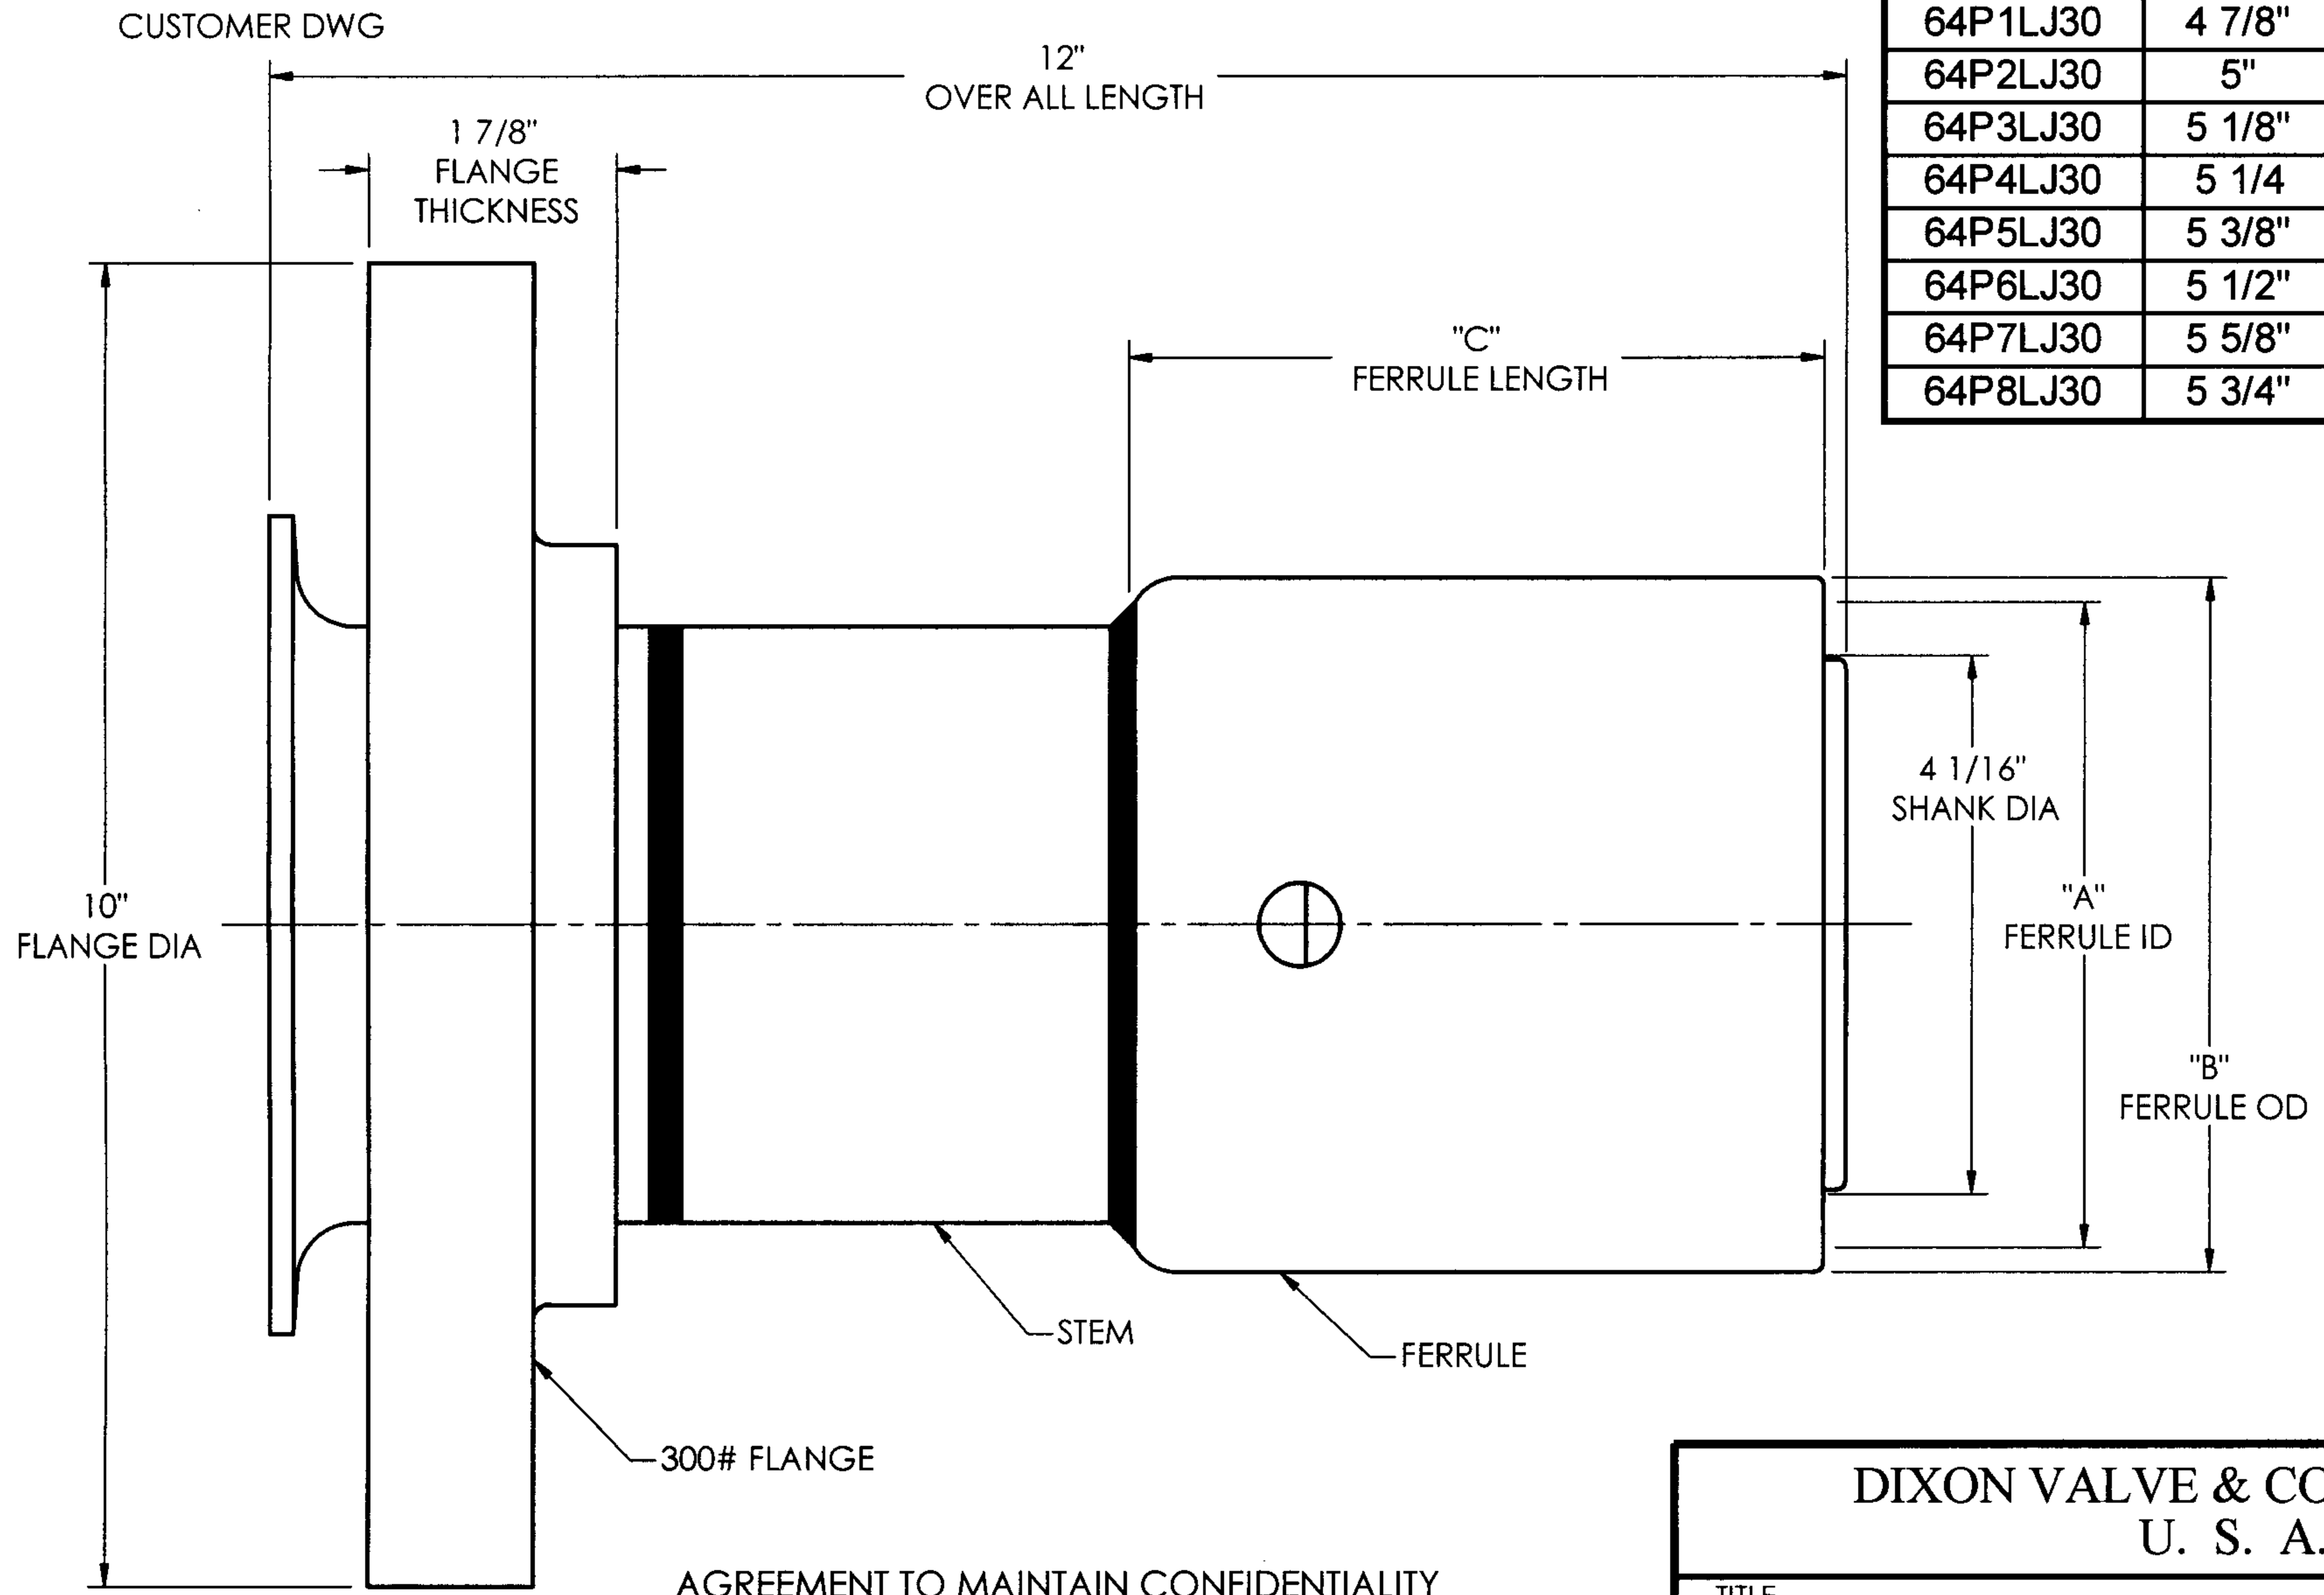 CUSTOMER DWG
12"
OVER ALL LENGTH
1 7/8"
FLANGE
THICKNESS
64P1LJ30 4 7/8"
64P2LJ30 5"
64P3LJ30 5 1/8"
64P4LJ30 5 1/4
64P5LJ30 5 3/8"
64P6LJ30 5 1/2"
64P7LJ30 5 5/8"
64P8LJ30 5 3/4"
"C"
FERRULE LENGTH
4 1/16"
SHANK DIA
"A"
FERRULE ID
10"
FLANGE DIA
"B"
FERRULE OD
STEM
FERRULE
300# FLANGE
DIXON VALVE & CO
U. S. A.
AGREEMENT TO MAINTAIN CONFIDENTIALITY
TITLE